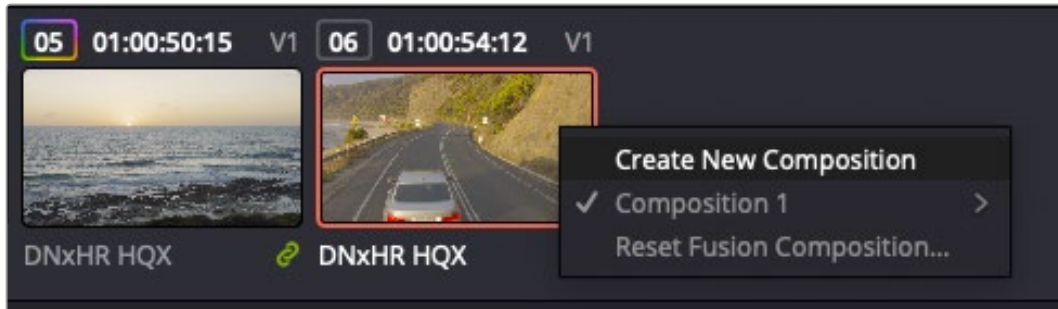 05 01:00:50:15 V1 06 01:00:54:12 V1
Create New Composition
Composition 1
Reset Fusion Composition...
DNxHR HQX DNxHR HQX